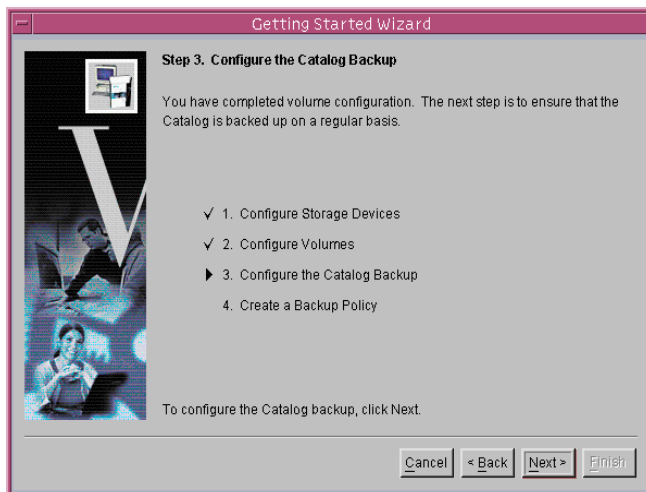 Getting Started Wizard
Step 3. Configure the Catalog Backup
You have completed volume configuration. The next step is to ensure that the
Catalog is backed up on a regular basis.
V
✓ 1. Configure Storage Devices
✓ 2. Configure Volumes
▶ 3. Configure the Catalog Backup
4. Create a Backup Policy
To configure the Catalog backup, click Next.
Cancel < Back Next > Finish